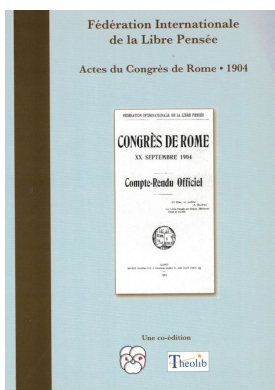 Fédération Internationale
de la Libre Pensée
Actes du Congrès de Rome • 1904
FÉDÉRATION INTERNATIONALE DE LA LIBRE PENSÉE
CONGRÈS DE ROME
XX SEPTEMBRE 1904
Compte-Rendu Officiel
Une co-édition
Theolib